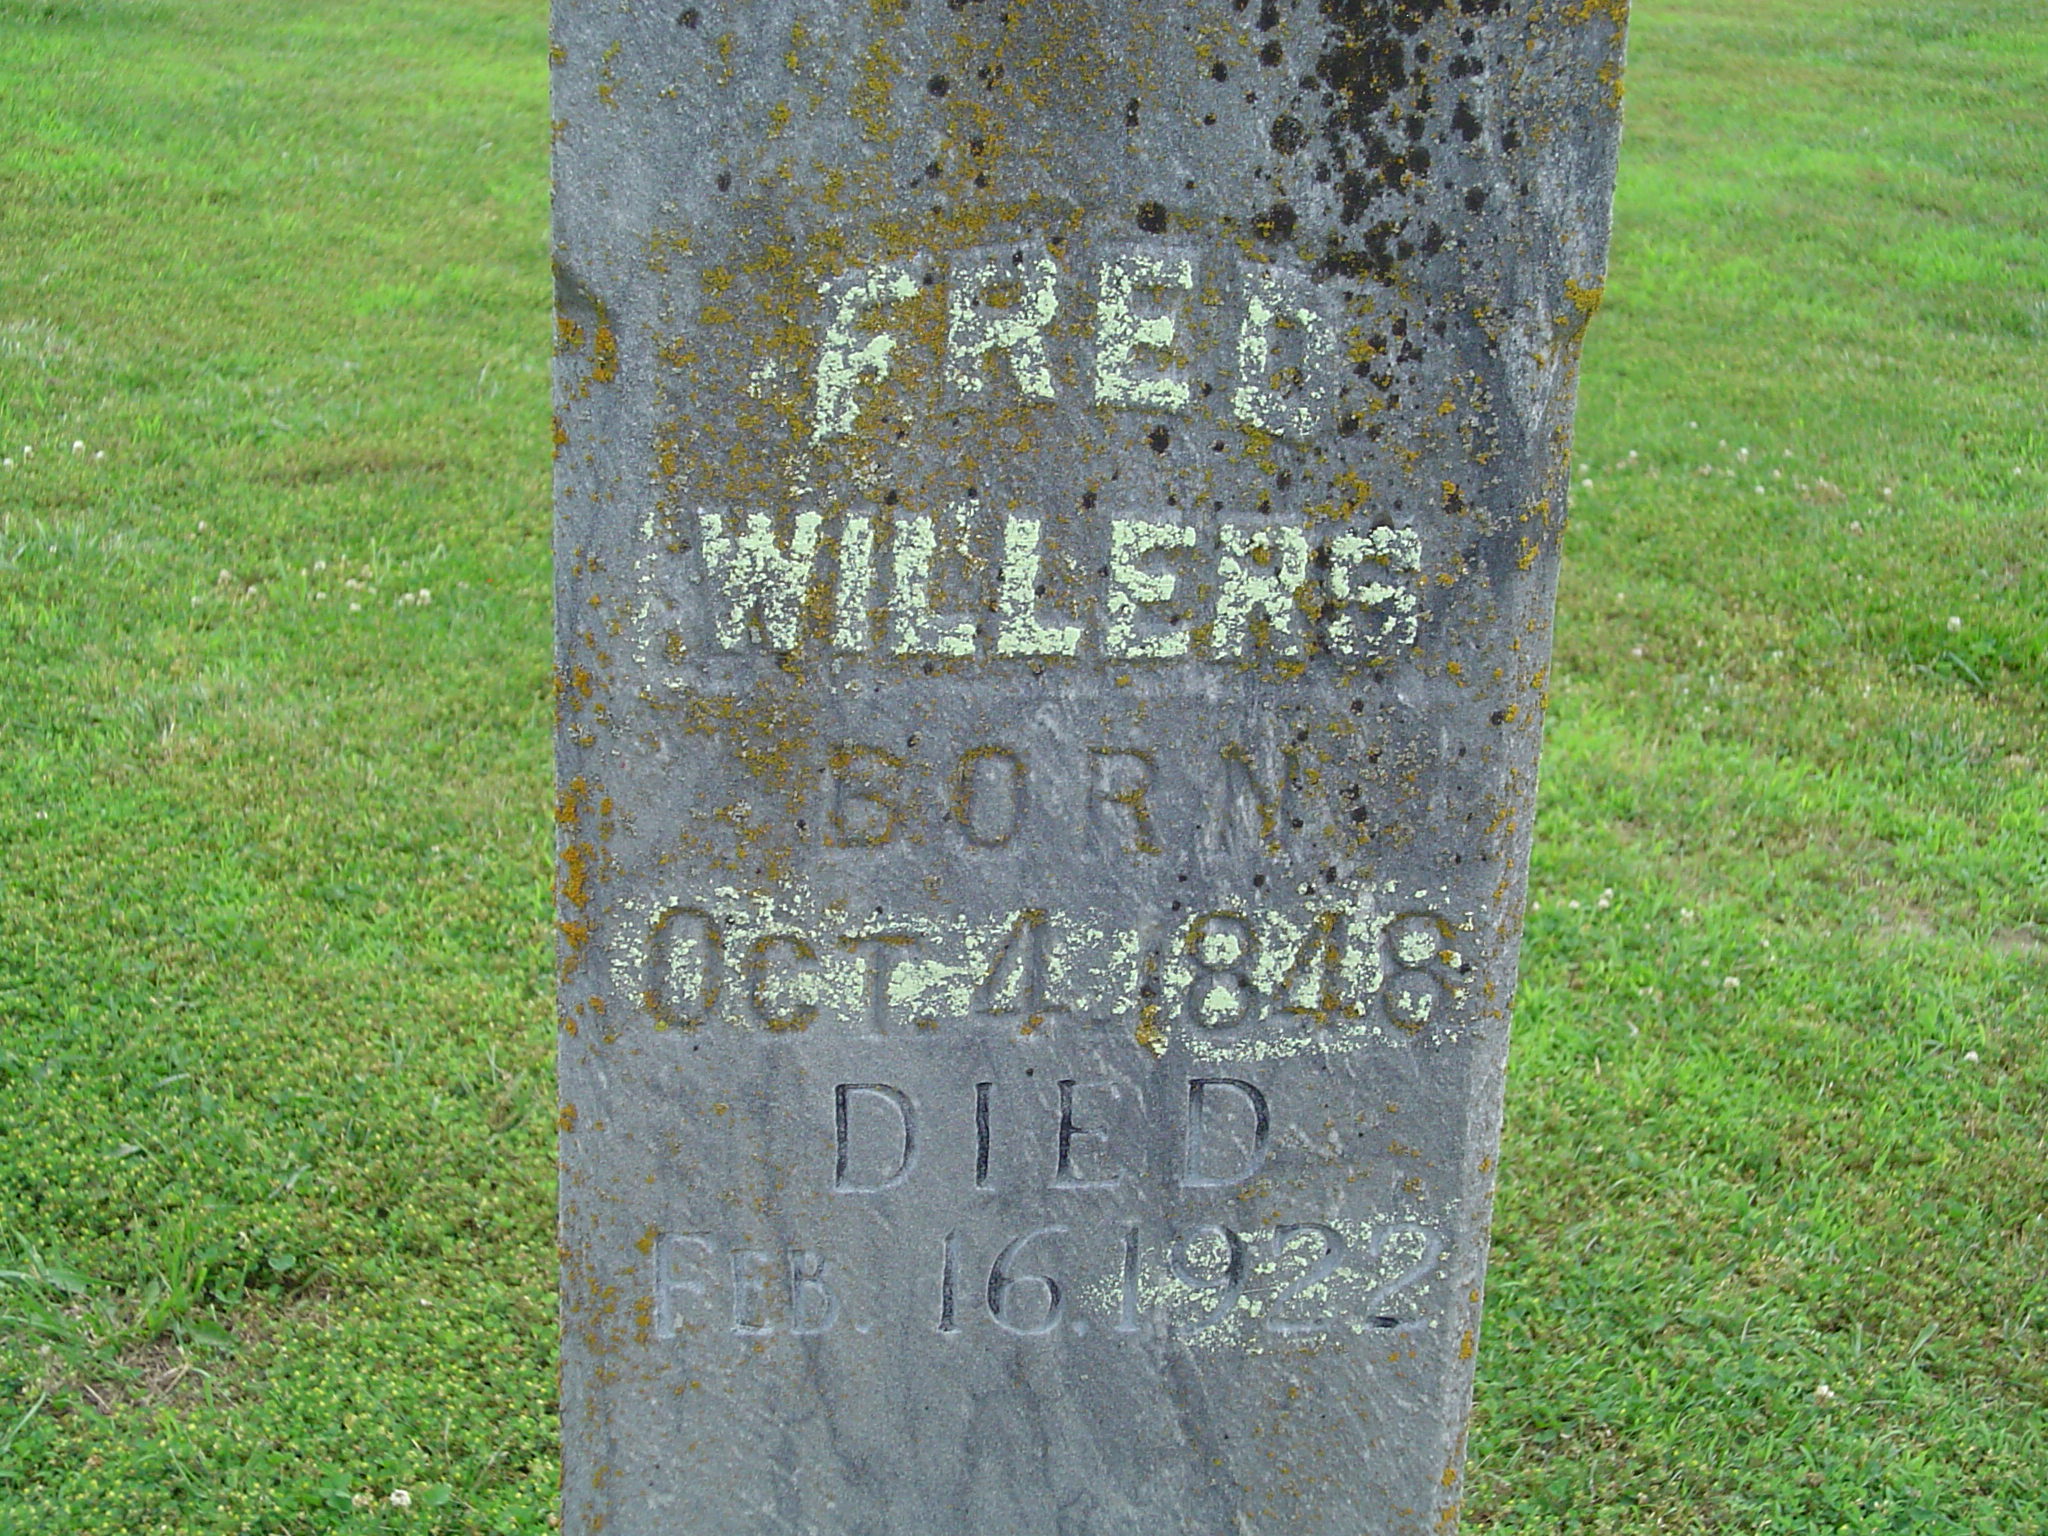 FRED
WILLERS
BORN
OCT. 4 1848
DIED
FEB. 16. 1922